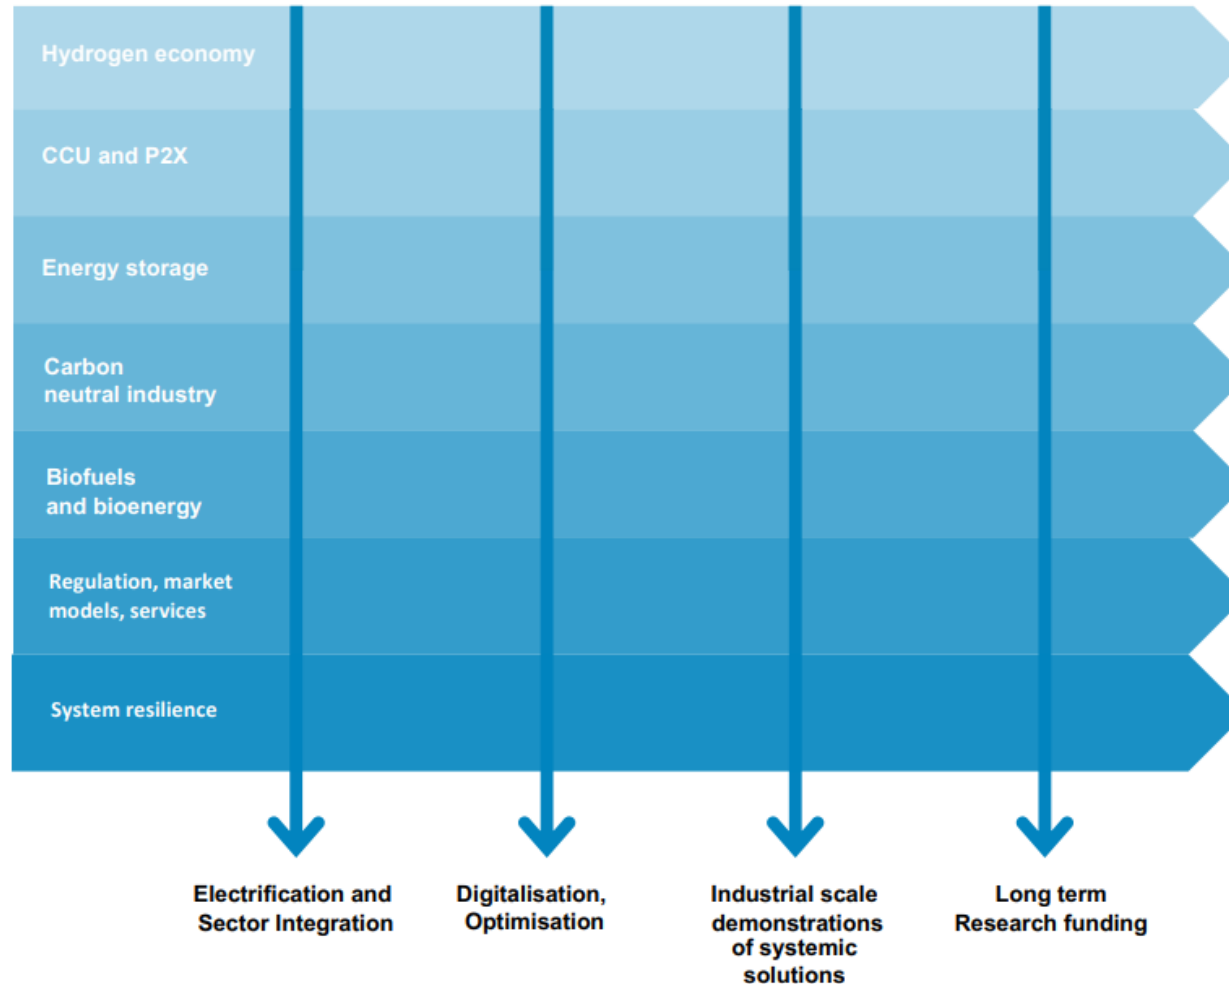 Hydrogen economy
CCU and P2X
Energy storage
Carbon
neutral industry
Biofuels
and bioenergy
Regulation, market
models, services
System resilience
Electrification and
Sector Integration
Digitalisation,
Optimisation
Industrial scale
demonstrations
of systemic
solutions
Long term
Research funding